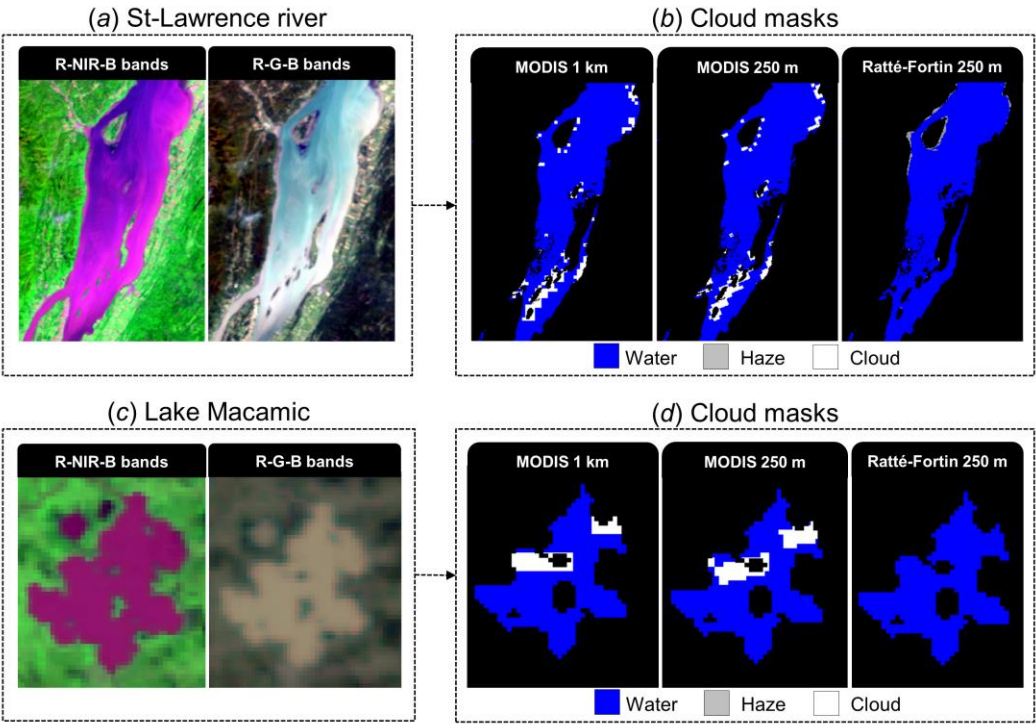 (a) St-Lawrence river
(b) Cloud masks
R-NIR-B bands
R-G-B bands
MODIS 1 km
MODIS 250 m
Ratté-Fortin 250 m
Water
Haze
Cloud
(c) Lake Macamic
(d) Cloud masks
R-NIR-B bands
R-G-B bands
MODIS 1 km
MODIS 250 m
Ratté-Fortin 250 m
Water
Haze
Cloud